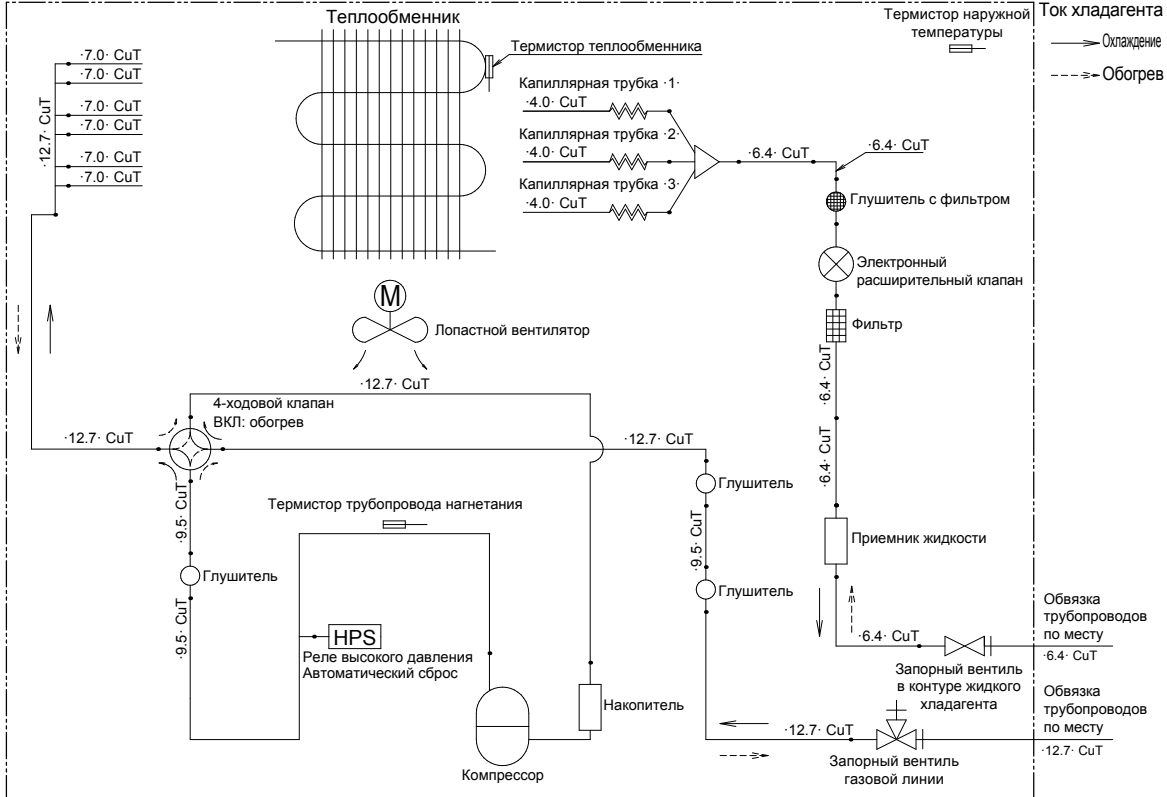 Теплообменник
Термистор теплообменника
Термистор наружной
температуры
Ток хладагента
Охлаждение
Обогрев
·7.0· CuT
·7.0· CuT
·7.0· CuT
·7.0· CuT
·7.0· CuT
·7.0· CuT
·12.7· CuT
Капиллярная трубка ·1·
·4.0· CuT
Капиллярная трубка ·2·
·4.0· CuT
Капиллярная трубка ·3·
·4.0· CuT
·6.4· CuT
·6.4· CuT
Глушитель с фильтром
Электронный
расширительный клапан
Фильтр
·6.4· CuT
·6.4· CuT
M
Лопастной вентилятор
·12.7· CuT
4-ходовой клапан
ВКЛ: обогрев
·12.7· CuT
·12.7· CuT
·9.5· CuT
Глушитель
·9.5· CuT
Термистор трубопровода нагнетания
Глушитель
·9.5· CuT
Глушитель
Приемник жидкости
HPS
Реле высокого давления
Автоматический сброс
Компрессор
Накопитель
·6.4· CuT
Запорный вентиль
в контуре жидкого
хладагента
Обвязка
трубопроводов
по месту
·6.4· CuT
·12.7· CuT
Запорный вентиль
газовой линии
Обвязка
трубопроводов
по месту
·12.7· CuT